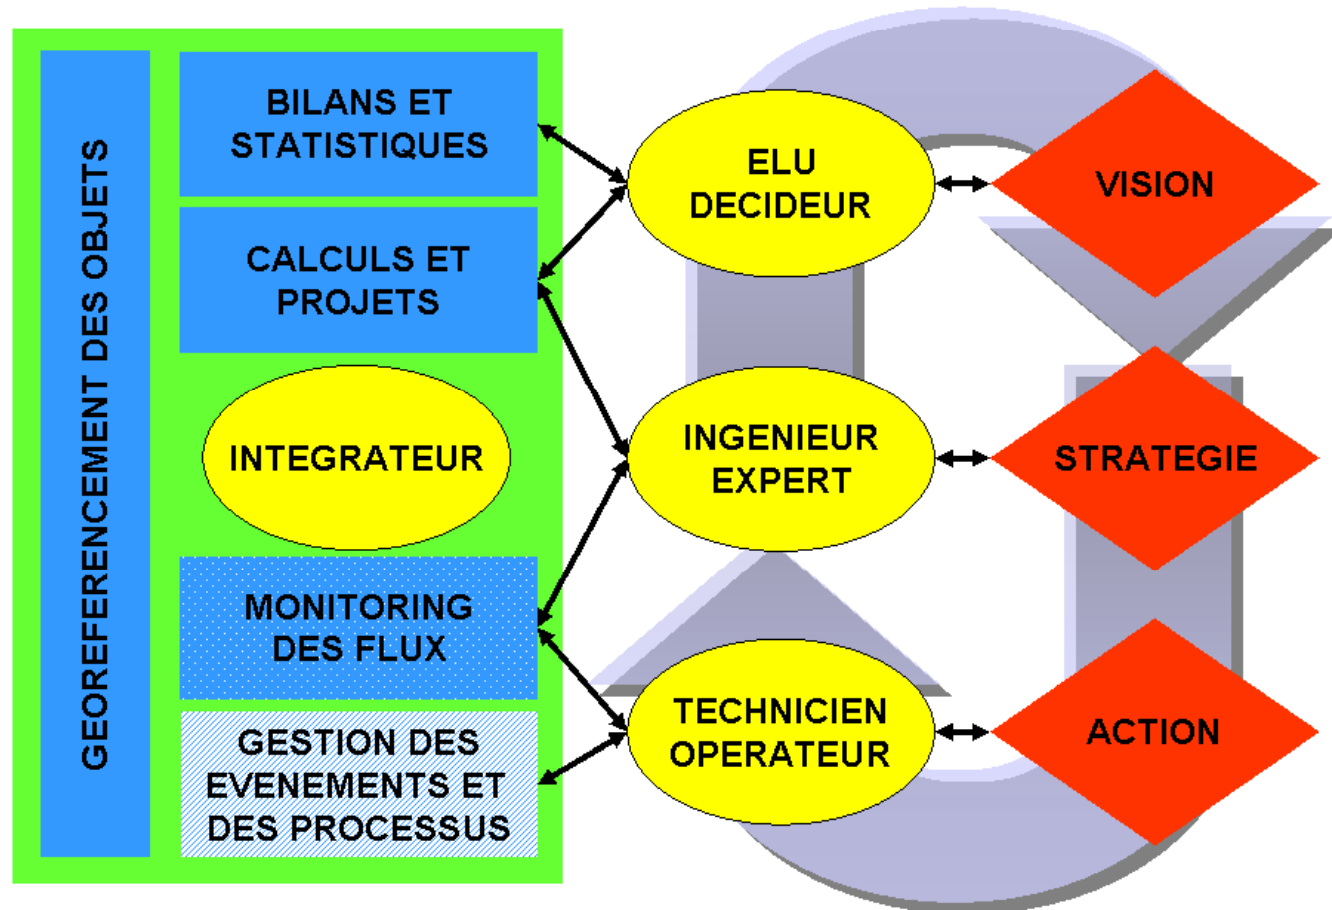 GEOREFERENCEMENT DES OBJETS
BILANS ET
STATISTIQUES
CALCULS ET
PROJETS
INTEGRATEUR
MONITORING
DES FLUX
GESTION DES
EVENEMENTS ET
DES PROCESSUS
ELU
DECIDEUR
INGENIEUR
EXPERT
TECHNICIEN
OPERATEUR
VISION
STRATEGIE
ACTION